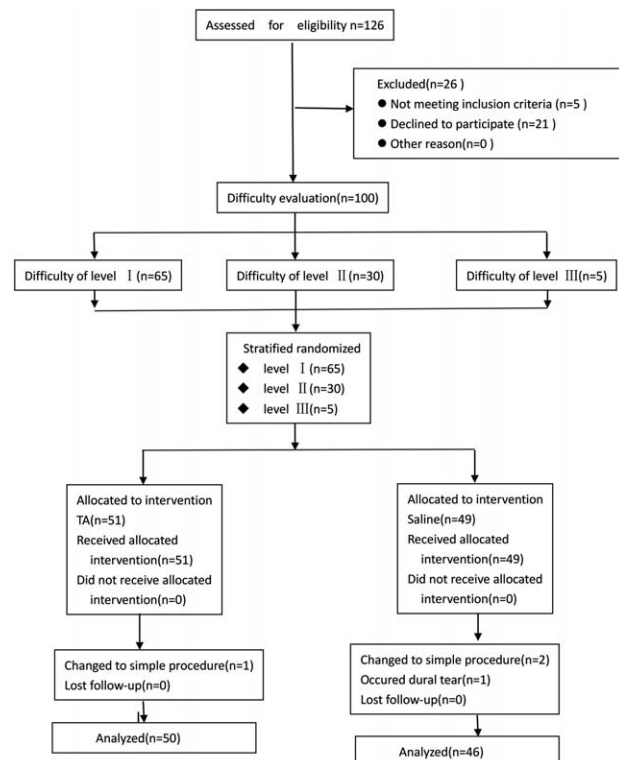 Assessed for eligibility n=126
Excluded(n=26 )
● Not meeting inclusion criteria (n=5 )
● Declined to participate (n=21 )
● Other reason(n=0 )
Difficulty evaluation(n=100)
Difficulty of level Ⅰ (n=65)
Difficulty of level Ⅱ(n=30)
Difficulty of level Ⅲ(n=5)
Stratified randomized
◆ level Ⅰ (n=65)
◆ level Ⅱ(n=30)
◆ level Ⅲ(n=5)
Allocated to intervention
TA(n=51)
Received allocated
intervention(n=51)
Did not receive allocated
intervention(n=0)
Allocated to intervention
Saline(n=49)
Received allocated
intervention(n=49)
Did not receive allocated
intervention(n=0)
Changed to simple procedure(n=1)
Lost follow-up(n=0)
Changed to simple procedure(n=2)
Occured dural tear(n=1)
Lost follow-up(n=0)
Analyzed(n=50)
Analyzed(n=46)